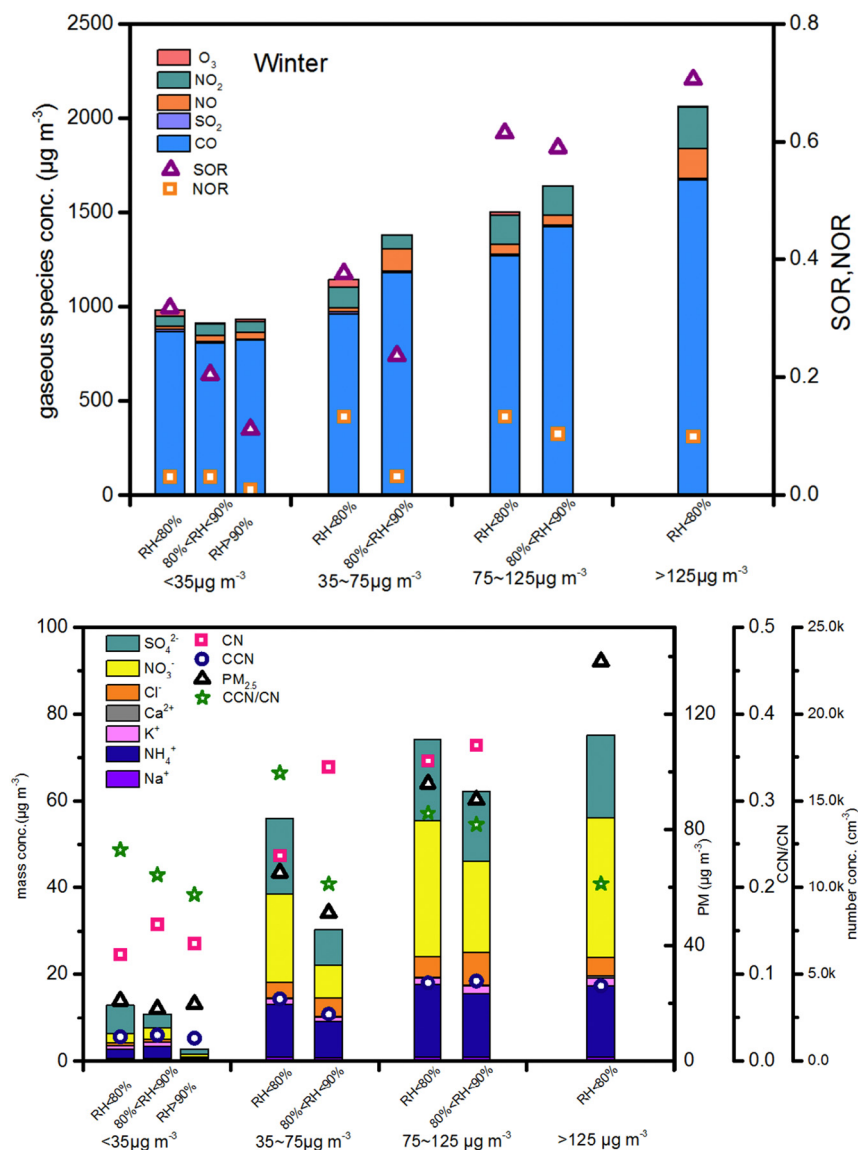 Winter
gaseous species conc. (μg m⁻³)
2500
2000
1500
1000
500
0
O₃
NO₂
NO
SO₂
CO
SOR
NOR
0.8
0.6
0.4
0.2
0.0
SOR,NOR
RH<80%
80%<RH<90%
RH>90%
RH<80%
80%<RH<90%
RH<80%
80%<RH<90%
RH<80%
<35μg m⁻³
35~75μg m⁻³
75~125μg m⁻³
>125μg m⁻³
mass conc.(μg m⁻³)
100
80
60
40
20
0
SO₄²⁻
NO₃⁻
Cl⁻
Ca²⁺
K⁺
NH₄⁺
Na⁺
CN
CCN
PM₂.₅
CCN/CN
120
80
40
0
PM (μg m⁻³)
0.5
0.4
0.3
0.2
0.1
0.0
CCN/CN
25.0k
20.0k
15.0k
10.0k
5.0k
0.0
number conc. (cm⁻³)
RH<80%
80%<RH<90%
RH>90%
RH<80%
80%<RH<90%
RH<80%
80%<RH<90%
RH<80%
<35μg m⁻³
35~75μg m⁻³
75~125μg m⁻³
>125 μg m⁻³